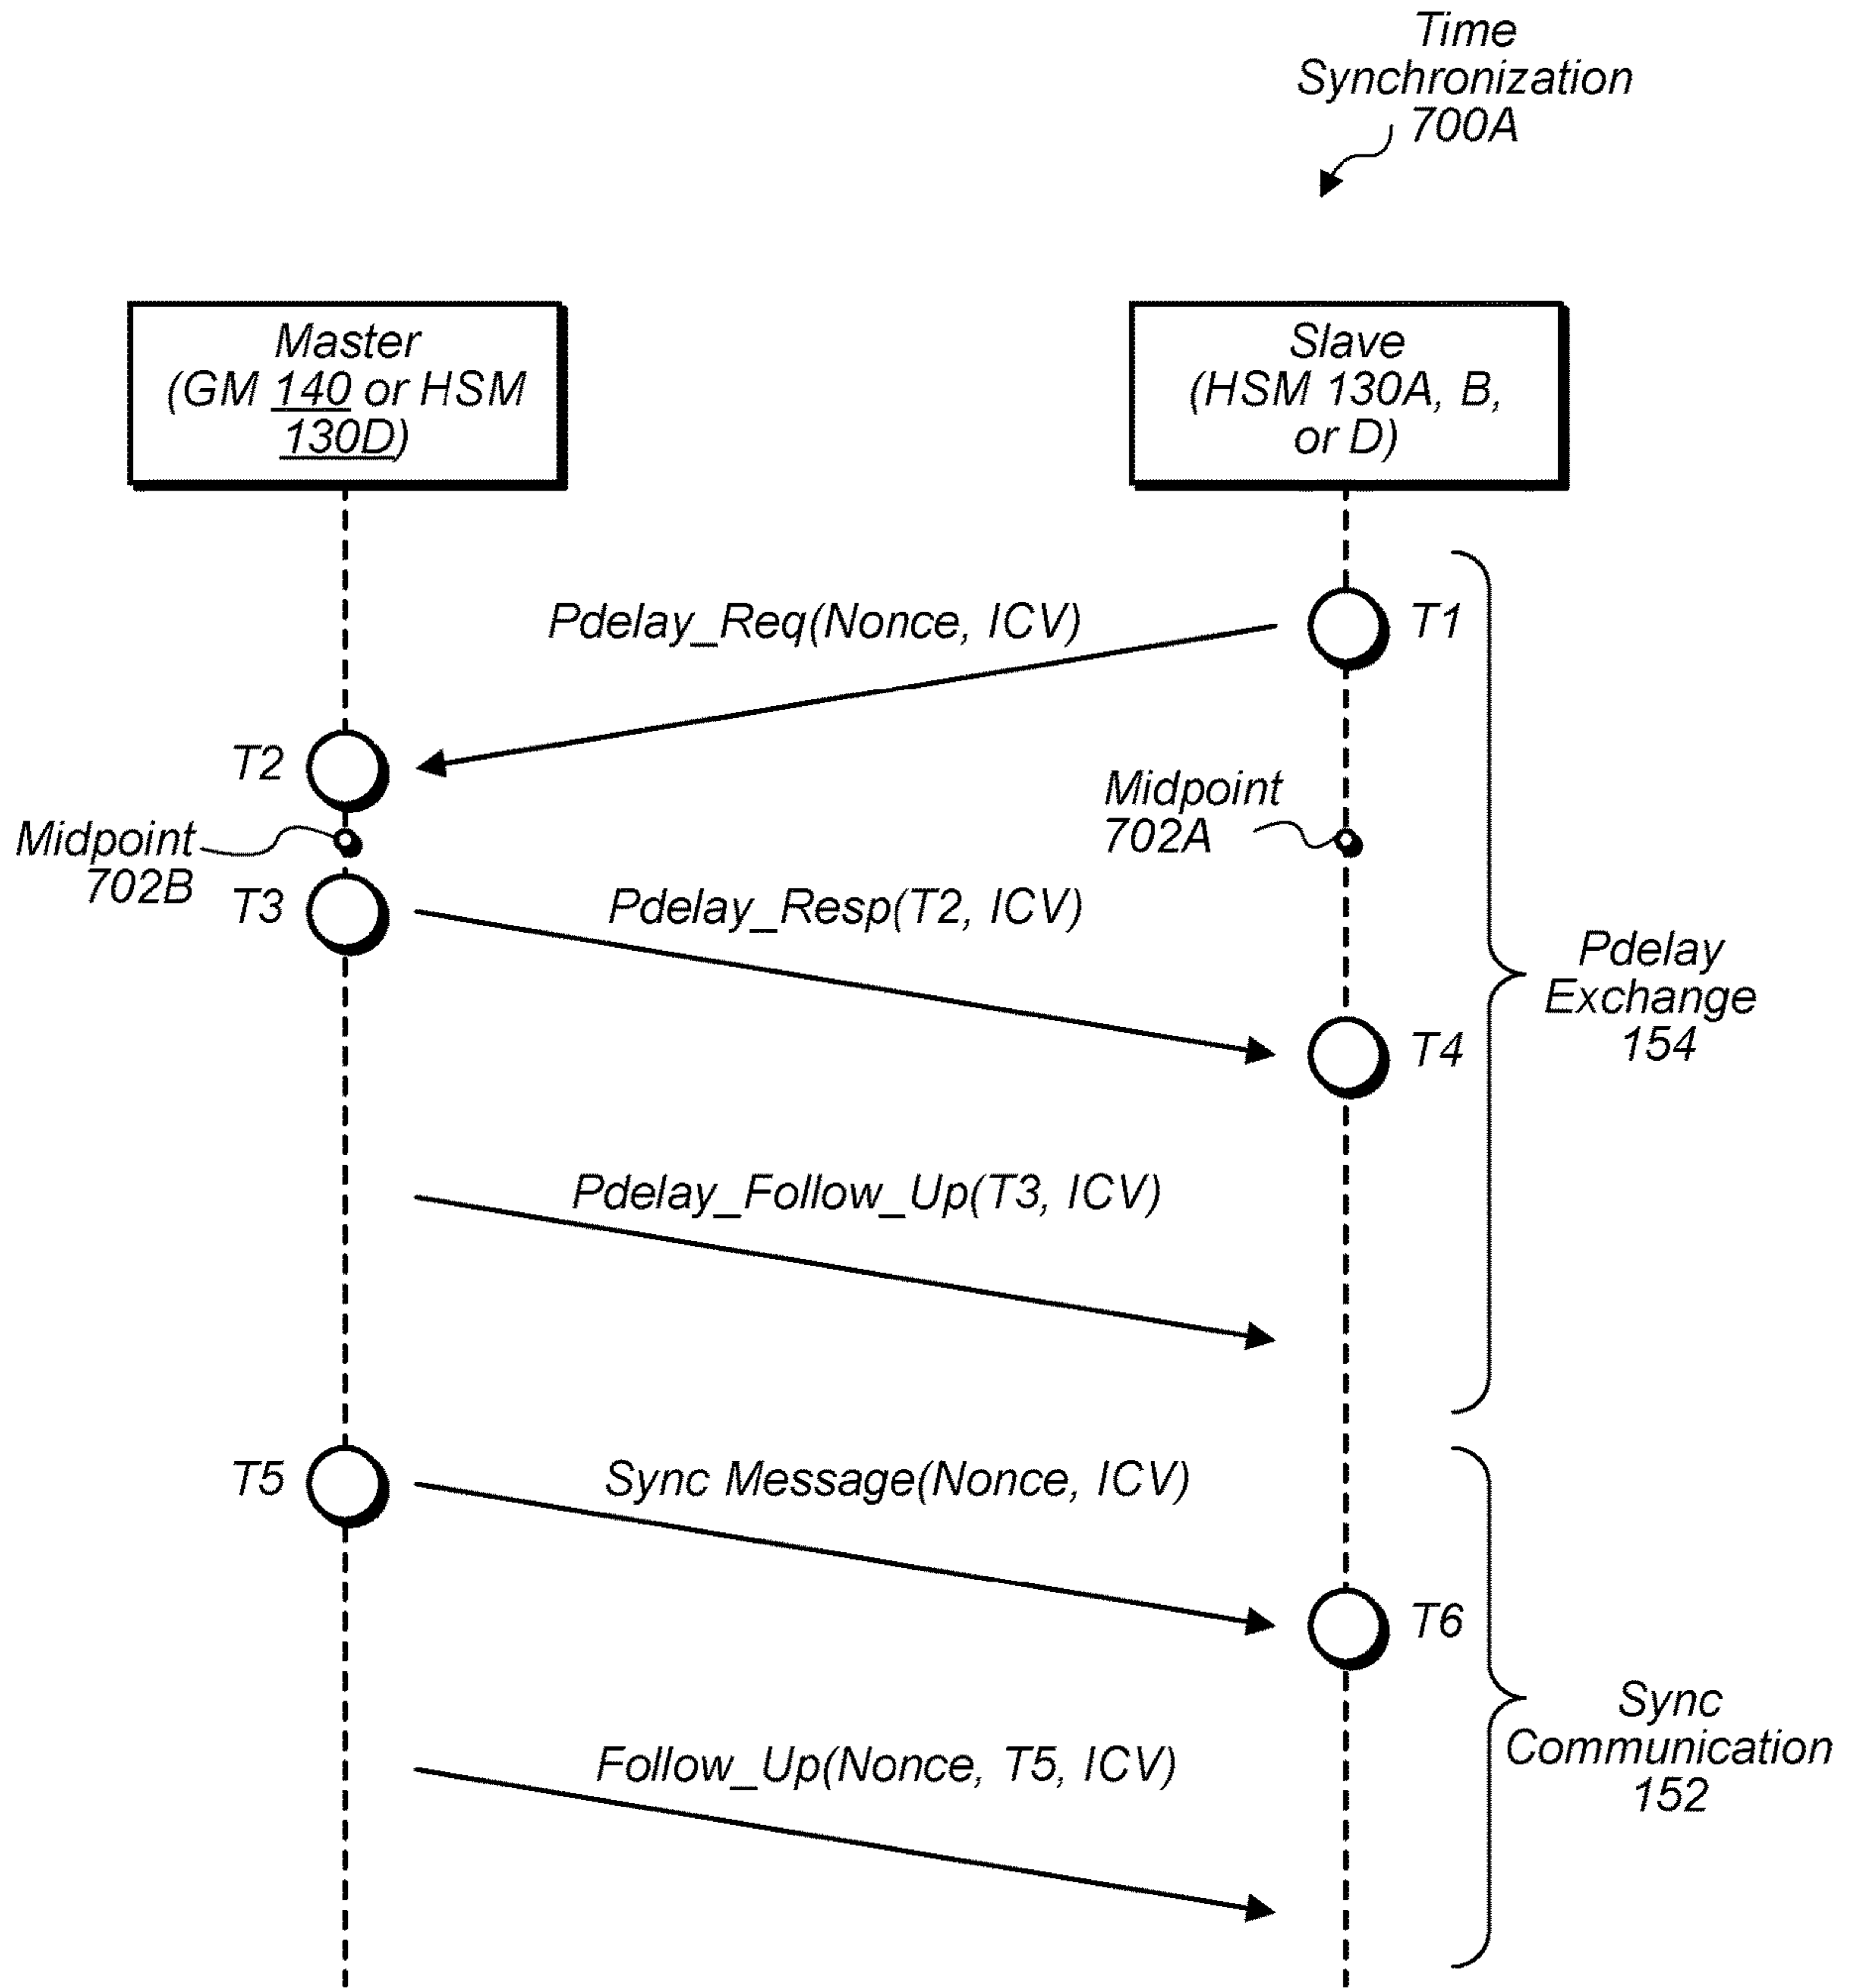 Time
Synchronization
700A
Master
(GM 140 or HSM
130D)
Slave
(HSM 130A, B,
or D)
Pdelay_Req(Nonce, ICV)
T1
T2
Midpoint
702A
Midpoint
702B
T3
Pdelay_Resp(T2, ICV)
Pdelay
Exchange
154
T4
Pdelay_Follow_Up(T3, ICV)
T5
Sync Message(Nonce, ICV)
T6
Sync
Communication
152
Follow_Up(Nonce, T5, ICV)